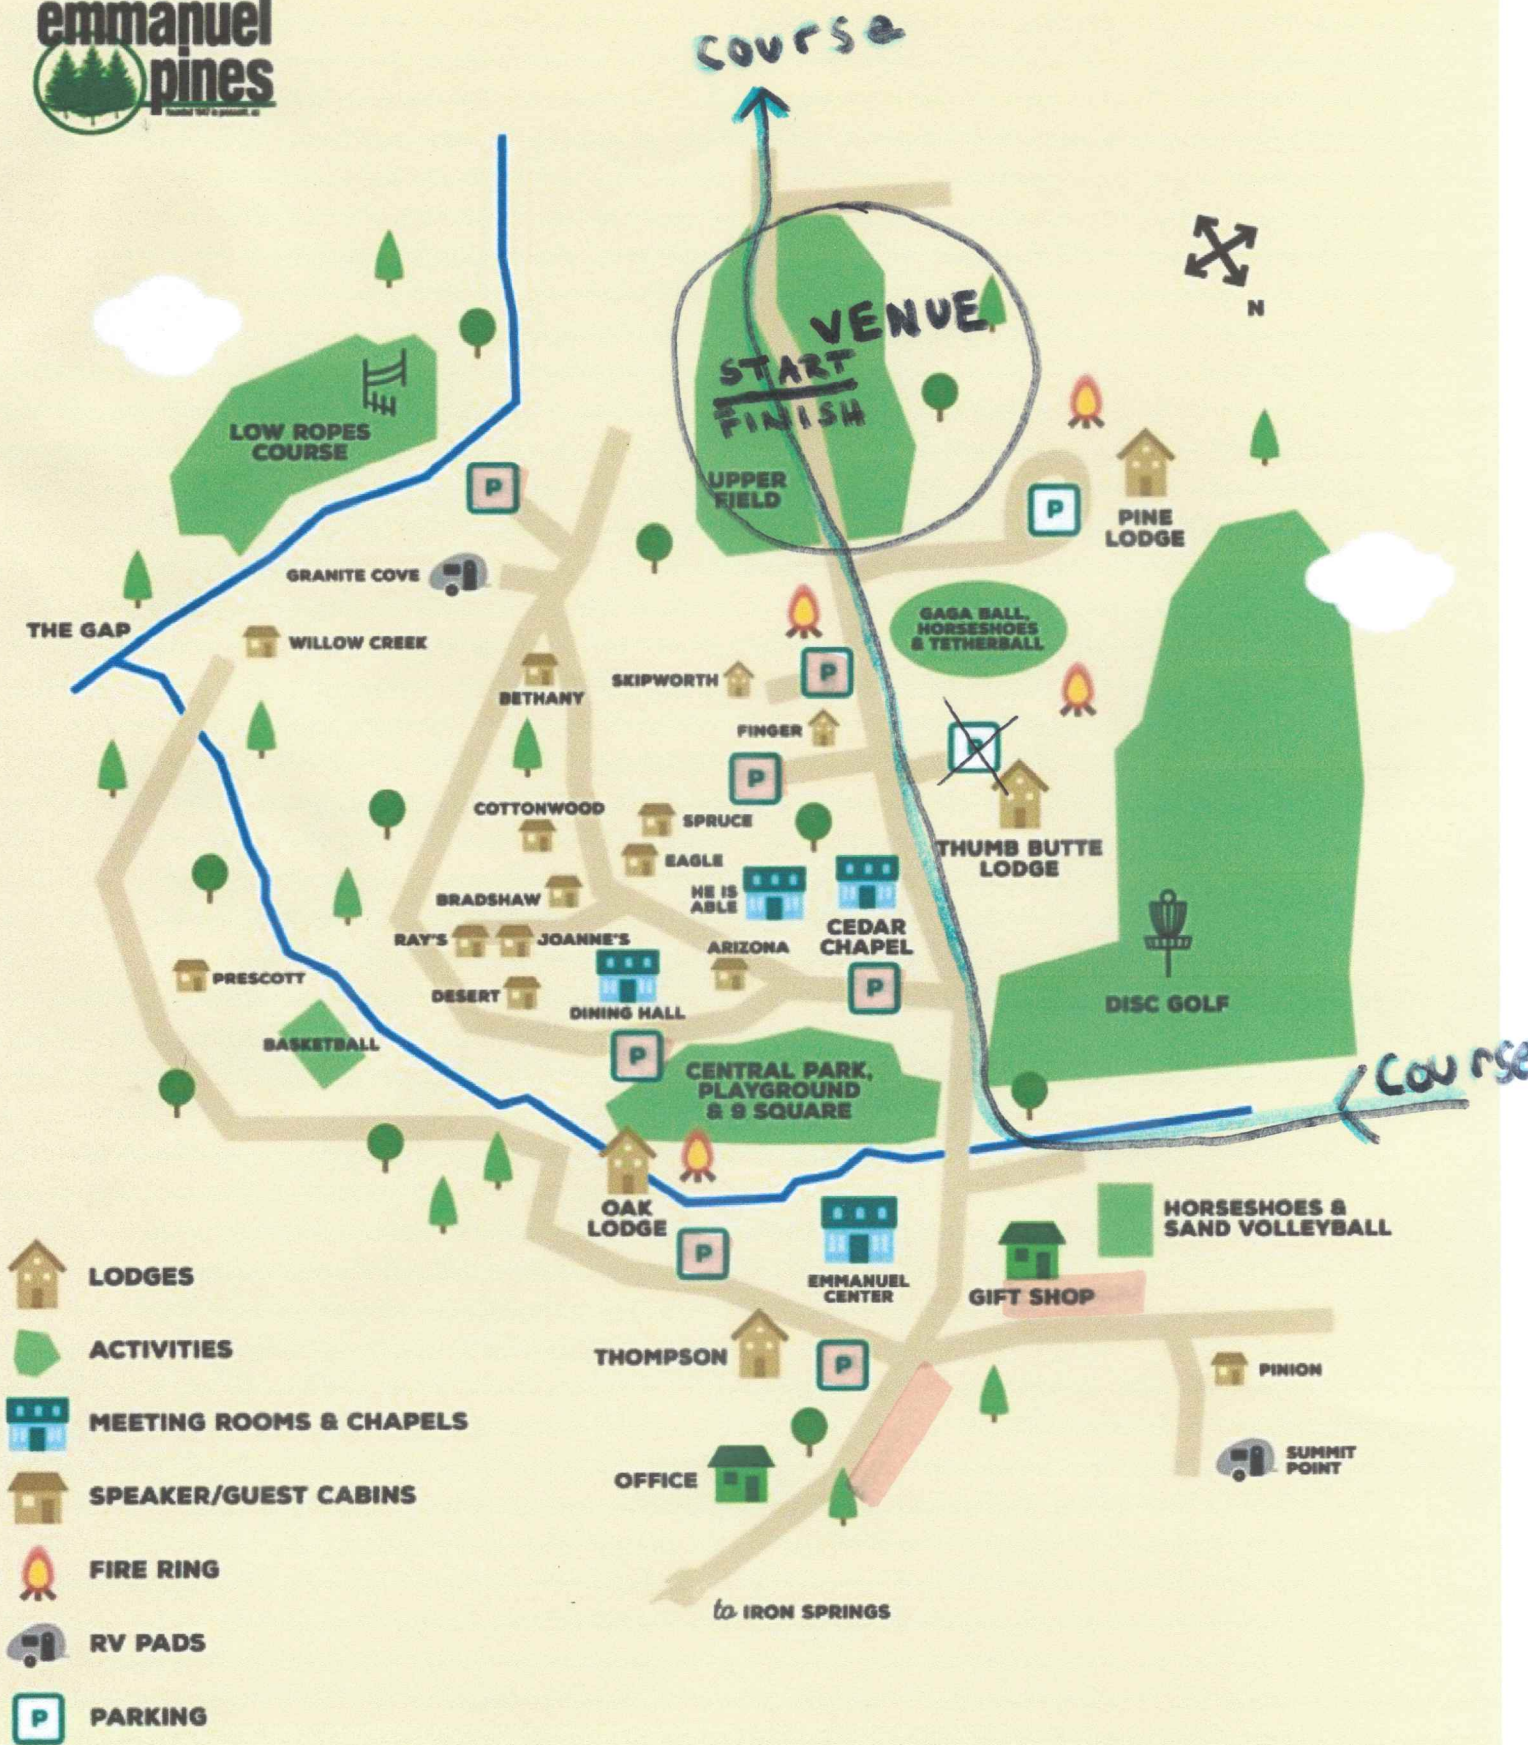 emmanuel
pines
course
N
VENUE
START
FINISH
UPPER
FIELD
LOW ROPES
COURSE
P
P
PINE
LODGE
GRANITE COVE
THE GAP
WILLOW CREEK
GAGA BALL,
HORSESHOES
& TETHERBALL
BETHANY
SKIPWORTH
P
FINGER
P
P
COTTONWOOD
SPRUCE
THUMB BUTTE
LODGE
EAGLE
BRADSHAW
HE IS
ABLE
CEDAR
CHAPEL
RAY'S
JOANNE'S
ARIZONA
PRESCOTT
DESERT
DINING HALL
P
DISC GOLF
BASKETBALL
P
CENTRAL PARK,
PLAYGROUND
& 9 SQUARE
Course
OAK
LODGE
HORSESHOES &
SAND VOLLEYBALL
P
EMMANUEL
CENTER
GIFT SHOP
LODGES
THOMPSON
P
PINION
ACTIVITIES
MEETING ROOMS & CHAPELS
OFFICE
SUMMIT
POINT
SPEAKER/GUEST CABINS
FIRE RING
to IRON SPRINGS
RV PADS
P
PARKING